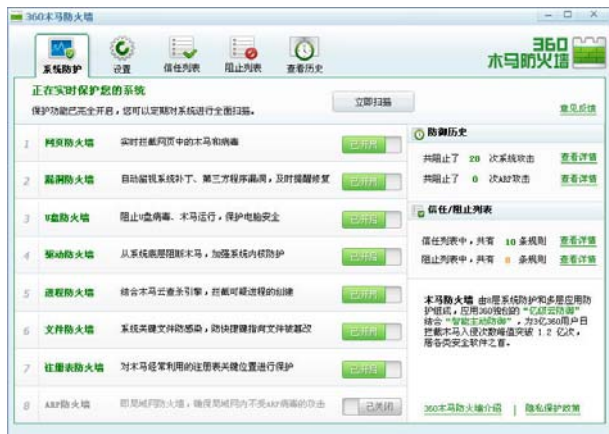 360木马防火墙
系统防护 设置 信任列表 阻止列表 查看历史
360
木马防火墙
正在实时保护您的系统
保护功能已完全开启，您可以定期对系统进行全面扫描。
立即扫描
意见反馈
1 网页防火墙 实时拦截网页中的木马和病毒 已开启
2 漏洞防火墙 自动监视系统补丁、第三方程序漏洞，及时提醒修复 已开启
3 U盘防火墙 阻止U盘病毒、木马运行，保护电脑安全 已开启
4 驱动防火墙 从系统底层阻断木马，加强系统内核防护 已开启
5 进程防火墙 结合木马云查杀引擎，拦截可疑进程的创建 已开启
6 文件防火墙 系统关键文件防感染，防快捷键指向文件被篡改 已开启
7 注册表防火墙 对木马经常利用的注册表关键位置进行保护 已开启
8 ARP防火墙 即局域网防火墙，确保局域网内不受ARP病毒的攻击 已关闭
防御历史
共阻止了 20 次系统攻击 查看详情
共阻止了 0 次ARP攻击 查看详情
信任/阻止列表
信任列表中，共有 10 条规则 查看详情
阻止列表中，共有 0 条规则 查看详情
木马防火墙 由8层系统防护和多层应用防
护组成，应用360独创的“亿级云防御”
结合“智能主动防御”，为3亿360用户日
拦截木马入侵次数峰值突破 1.2 亿次，
居各类安全软件之首。
360木马防火墙介绍 | 隐私保护政策